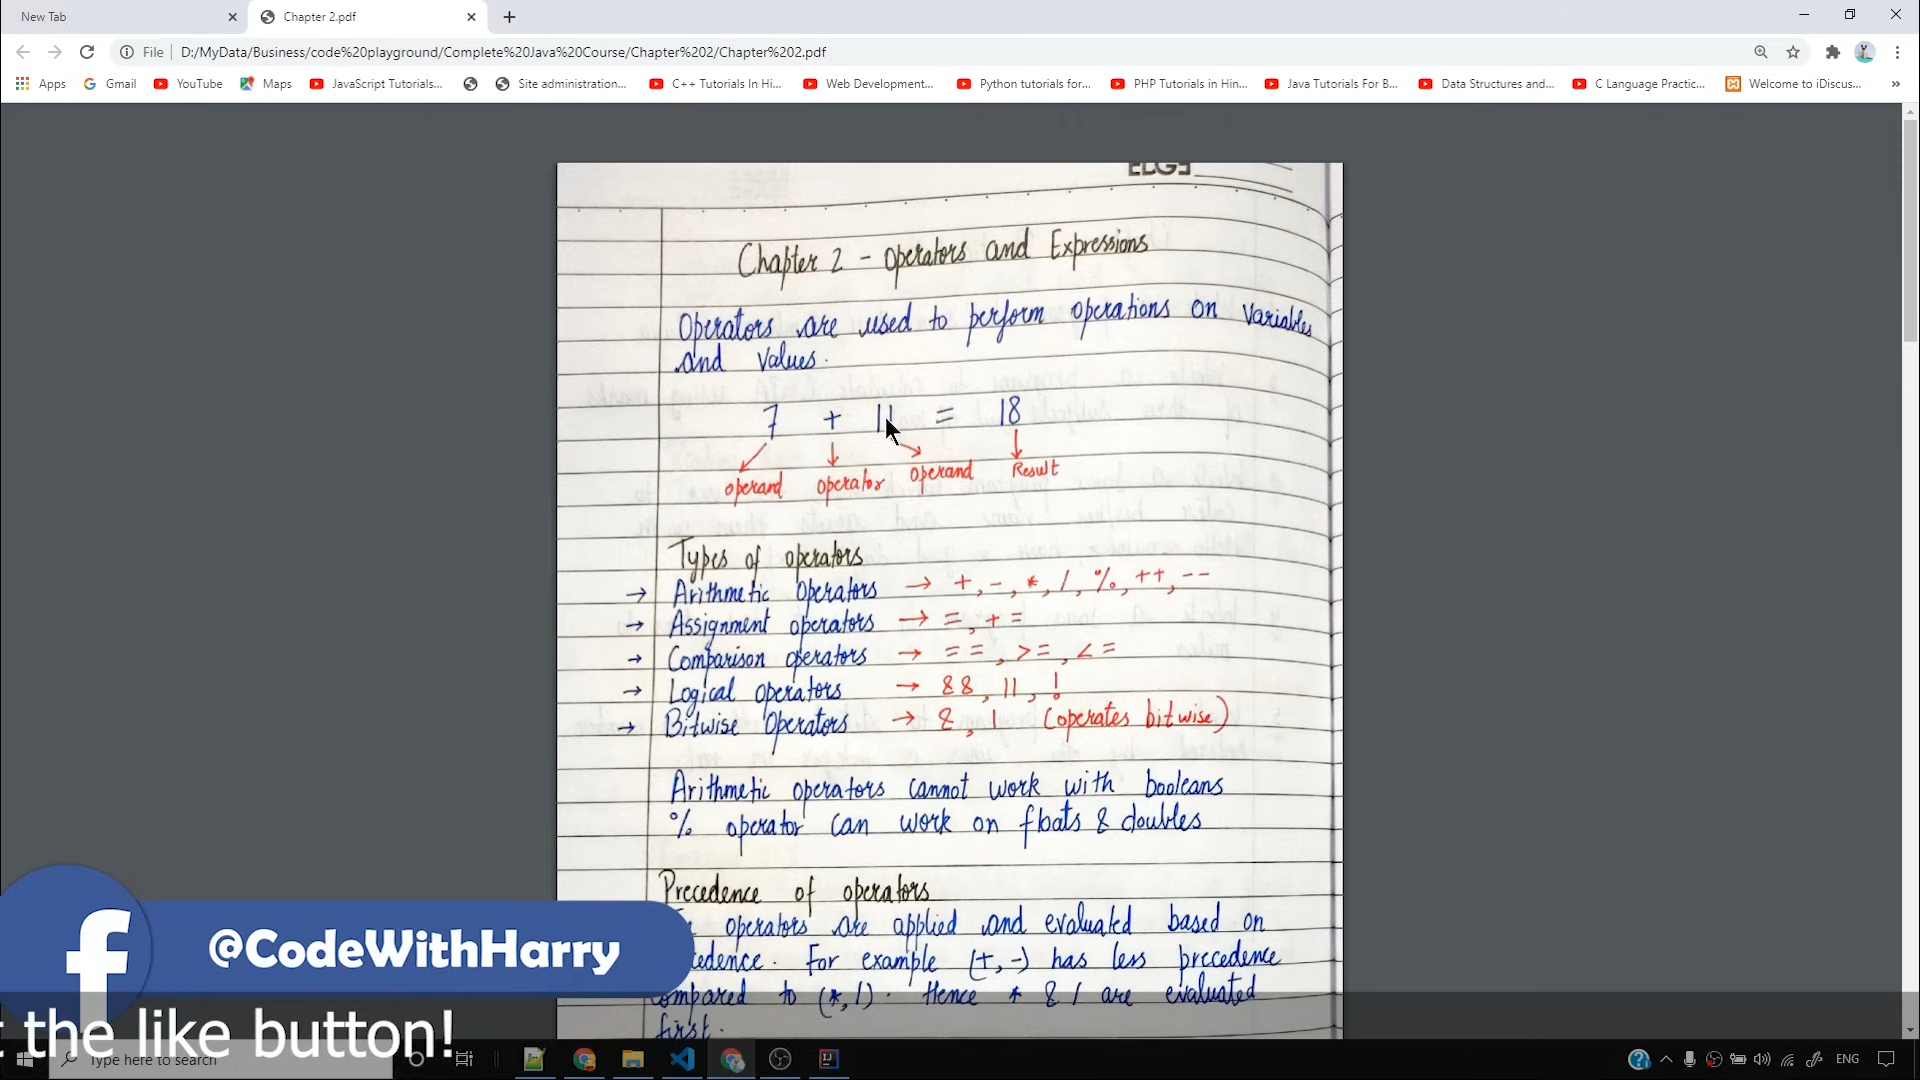 New Tab
Chapter 2.pdf
File | D:/MyData/Business/code%20playground/Complete%20Java%20Course/Chapter%202/Chapter%202.pdf
Apps Gmail YouTube Maps JavaScript Tutorials... Site administration... C++ Tutorials In Hi... Web Development... Python tutorials for... PHP Tutorials in Hin... Java Tutorials For B... Data Structures and... C Language Practic... Welcome to iDiscus... »
Chapter 2 - Operators and Expressions
Operators are used to perform operations on variables
and values.
7 + 11 = 18
operand operator operand Result
Types of operators
→ Arithmetic Operators → +, -, *, /, %, ++, --
→ Assignment operators → =, +=
→ Comparison operators → ==, >=, <=
→ Logical operators → &&, ||, !
→ Bitwise Operators → &, | (operates bitwise)
Arithmetic operators cannot work with booleans
% operator can work on floats & doubles
Precedence of operators
operators are applied and evaluated based on
cedence. For example (+, -) has less precedence
compared to (*, /). Hence * & / are evaluated
first.
f @CodeWithHarry
the like button!
Type here to search
ENG